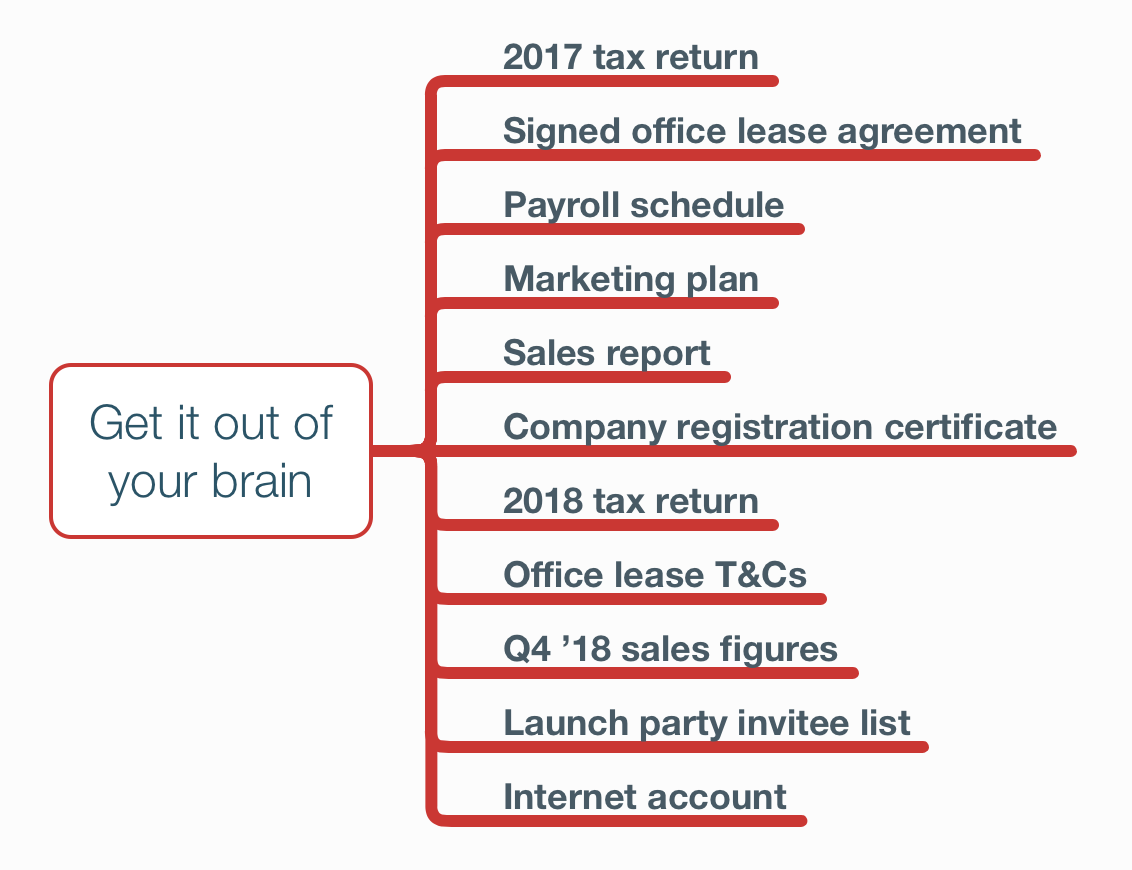 2017 tax return
Signed office lease agreement
Payroll schedule
Marketing plan
Sales report
Get it out of
your brain
Company registration certificate
2018 tax return
Office lease T&Cs
Q4 ’18 sales figures
Launch party invitee list
Internet account